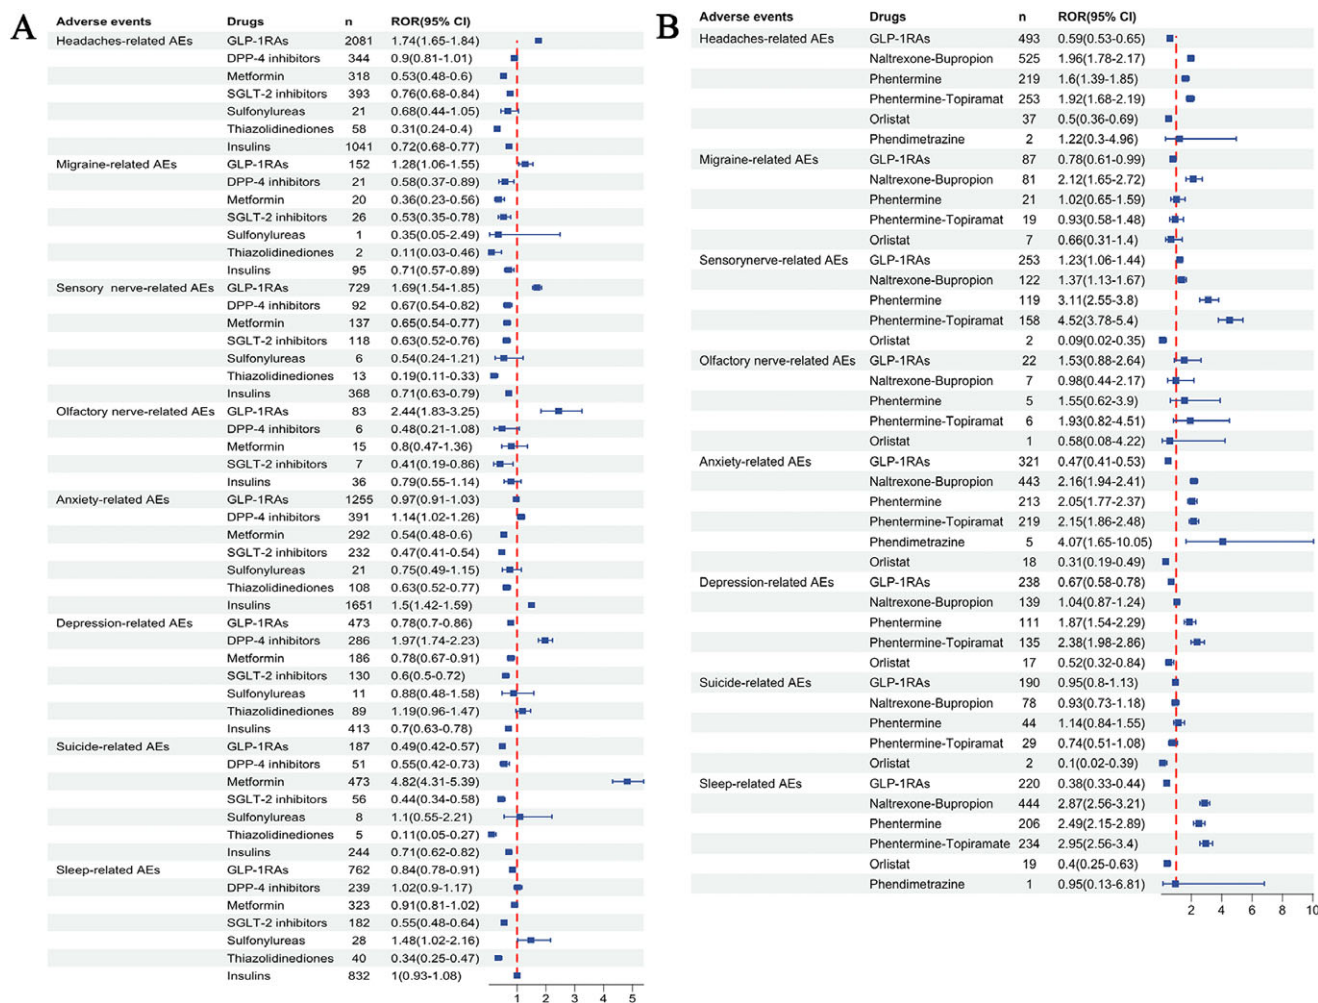 A
Adverse events Drugs n ROR(95% CI)
Headaches-related AEs GLP-1RAs 2081 1.74(1.65-1.84)
DPP-4 inhibitors 344 0.9(0.81-1.01)
Metformin 318 0.53(0.48-0.6)
SGLT-2 inhibitors 393 0.76(0.68-0.84)
Sulfonylureas 21 0.68(0.44-1.05)
Thiazolidinediones 58 0.31(0.24-0.4)
Insulins 1041 0.72(0.68-0.77)
Migraine-related AEs GLP-1RAs 152 1.28(1.06-1.55)
DPP-4 inhibitors 21 0.58(0.37-0.89)
Metformin 20 0.36(0.23-0.56)
SGLT-2 inhibitors 26 0.53(0.35-0.78)
Sulfonylureas 1 0.35(0.05-2.49)
Thiazolidinediones 2 0.11(0.03-0.46)
Insulins 95 0.71(0.57-0.89)
Sensory nerve-related AEs GLP-1RAs 729 1.69(1.54-1.85)
DPP-4 inhibitors 92 0.67(0.54-0.82)
Metformin 137 0.65(0.54-0.77)
SGLT-2 inhibitors 118 0.63(0.52-0.76)
Sulfonylureas 6 0.54(0.24-1.21)
Thiazolidinediones 13 0.19(0.11-0.33)
Insulins 368 0.71(0.63-0.79)
Olfactory nerve-related AEs GLP-1RAs 83 2.44(1.83-3.25)
DPP-4 inhibitors 6 0.48(0.21-1.08)
Metformin 15 0.8(0.47-1.36)
SGLT-2 inhibitors 7 0.41(0.19-0.86)
Insulins 36 0.79(0.55-1.14)
Anxiety-related AEs GLP-1RAs 1255 0.97(0.91-1.03)
DPP-4 inhibitors 391 1.14(1.02-1.26)
Metformin 292 0.54(0.48-0.6)
SGLT-2 inhibitors 232 0.47(0.41-0.54)
Sulfonylureas 21 0.75(0.49-1.15)
Thiazolidinediones 108 0.63(0.52-0.77)
Insulins 1651 1.5(1.42-1.59)
Depression-related AEs GLP-1RAs 473 0.78(0.7-0.86)
DPP-4 inhibitors 286 1.97(1.74-2.23)
Metformin 186 0.78(0.67-0.91)
SGLT-2 inhibitors 130 0.6(0.5-0.72)
Sulfonylureas 11 0.88(0.48-1.58)
Thiazolidinediones 89 1.19(0.96-1.47)
Insulins 413 0.7(0.63-0.78)
Suicide-related AEs GLP-1RAs 187 0.49(0.42-0.57)
DPP-4 inhibitors 51 0.55(0.42-0.73)
Metformin 473 4.82(4.31-5.39)
SGLT-2 inhibitors 56 0.44(0.34-0.58)
Sulfonylureas 8 1.1(0.55-2.21)
Thiazolidinediones 5 0.11(0.05-0.27)
Insulins 244 0.71(0.62-0.82)
Sleep-related AEs GLP-1RAs 762 0.84(0.78-0.91)
DPP-4 inhibitors 239 1.02(0.9-1.17)
Metformin 323 0.91(0.81-1.02)
SGLT-2 inhibitors 182 0.55(0.48-0.64)
Sulfonylureas 28 1.48(1.02-2.16)
Thiazolidinediones 40 0.34(0.25-0.47)
Insulins 832 1(0.93-1.08)
1 2 3 4 5
B
Adverse events Drugs n ROR(95% CI)
Headaches-related AEs GLP-1RAs 493 0.59(0.53-0.65)
Naltrexone-Bupropion 525 1.96(1.78-2.17)
Phentermine 219 1.6(1.39-1.85)
Phentermine-Topiramat 253 1.92(1.68-2.19)
Orlistat 37 0.5(0.36-0.69)
Phendimetrazine 2 1.22(0.3-4.96)
Migraine-related AEs GLP-1RAs 87 0.78(0.61-0.99)
Naltrexone-Bupropion 81 2.12(1.65-2.72)
Phentermine 21 1.02(0.65-1.59)
Phentermine-Topiramat 19 0.93(0.58-1.48)
Orlistat 7 0.66(0.31-1.4)
Sensorynerve-related AEs GLP-1RAs 253 1.23(1.06-1.44)
Naltrexone-Bupropion 122 1.37(1.13-1.67)
Phentermine 119 3.11(2.55-3.8)
Phentermine-Topiramat 158 4.52(3.78-5.4)
Orlistat 2 0.09(0.02-0.35)
Olfactory nerve-related AEs GLP-1RAs 22 1.53(0.88-2.64)
Naltrexone-Bupropion 7 0.98(0.44-2.17)
Phentermine 5 1.55(0.62-3.9)
Phentermine-Topiramat 6 1.93(0.82-4.51)
Orlistat 1 0.58(0.08-4.22)
Anxiety-related AEs GLP-1RAs 321 0.47(0.41-0.53)
Naltrexone-Bupropion 443 2.16(1.94-2.41)
Phentermine 213 2.05(1.77-2.37)
Phentermine-Topiramat 219 2.15(1.86-2.48)
Phendimetrazine 5 4.07(1.65-10.05)
Orlistat 18 0.31(0.19-0.49)
Depression-related AEs GLP-1RAs 238 0.67(0.58-0.78)
Naltrexone-Bupropion 139 1.04(0.87-1.24)
Phentermine 111 1.87(1.54-2.29)
Phentermine-Topiramat 135 2.38(1.98-2.86)
Orlistat 17 0.52(0.32-0.84)
Suicide-related AEs GLP-1RAs 190 0.95(0.8-1.13)
Naltrexone-Bupropion 78 0.93(0.73-1.18)
Phentermine 44 1.14(0.84-1.55)
Phentermine-Topiramat 29 0.74(0.51-1.08)
Orlistat 2 0.1(0.02-0.39)
Sleep-related AEs GLP-1RAs 220 0.38(0.33-0.44)
Naltrexone-Bupropion 444 2.87(2.56-3.21)
Phentermine 206 2.49(2.15-2.89)
Phentermine-Topiramate 234 2.95(2.56-3.4)
Orlistat 19 0.4(0.25-0.63)
Phendimetrazine 1 0.95(0.13-6.81)
2 4 6 8 10